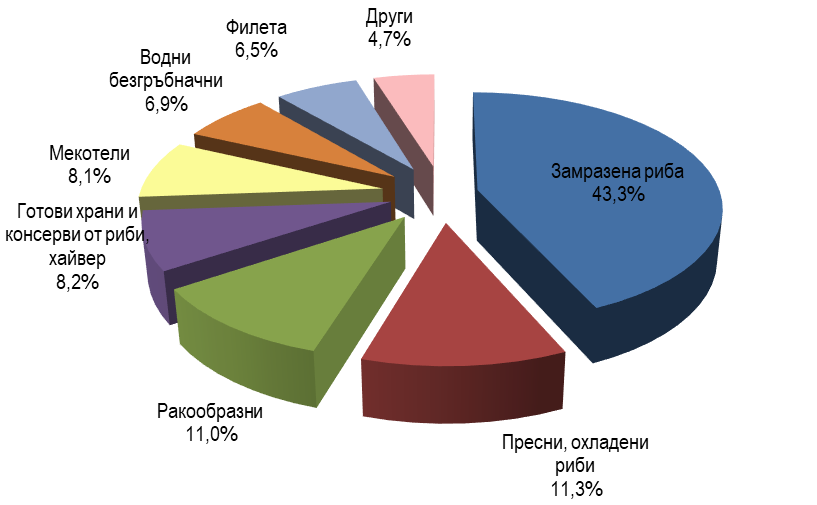 Други
4,7%
Филета
6,5%
Водни
безгръбначни
6,9%
Мекотели
8,1%
Готови храни и
консерви от риби,
хайвер
8,2%
Ракообразни
11,0%
Пресни, охладени
риби
11,3%
Замразена риба
43,3%